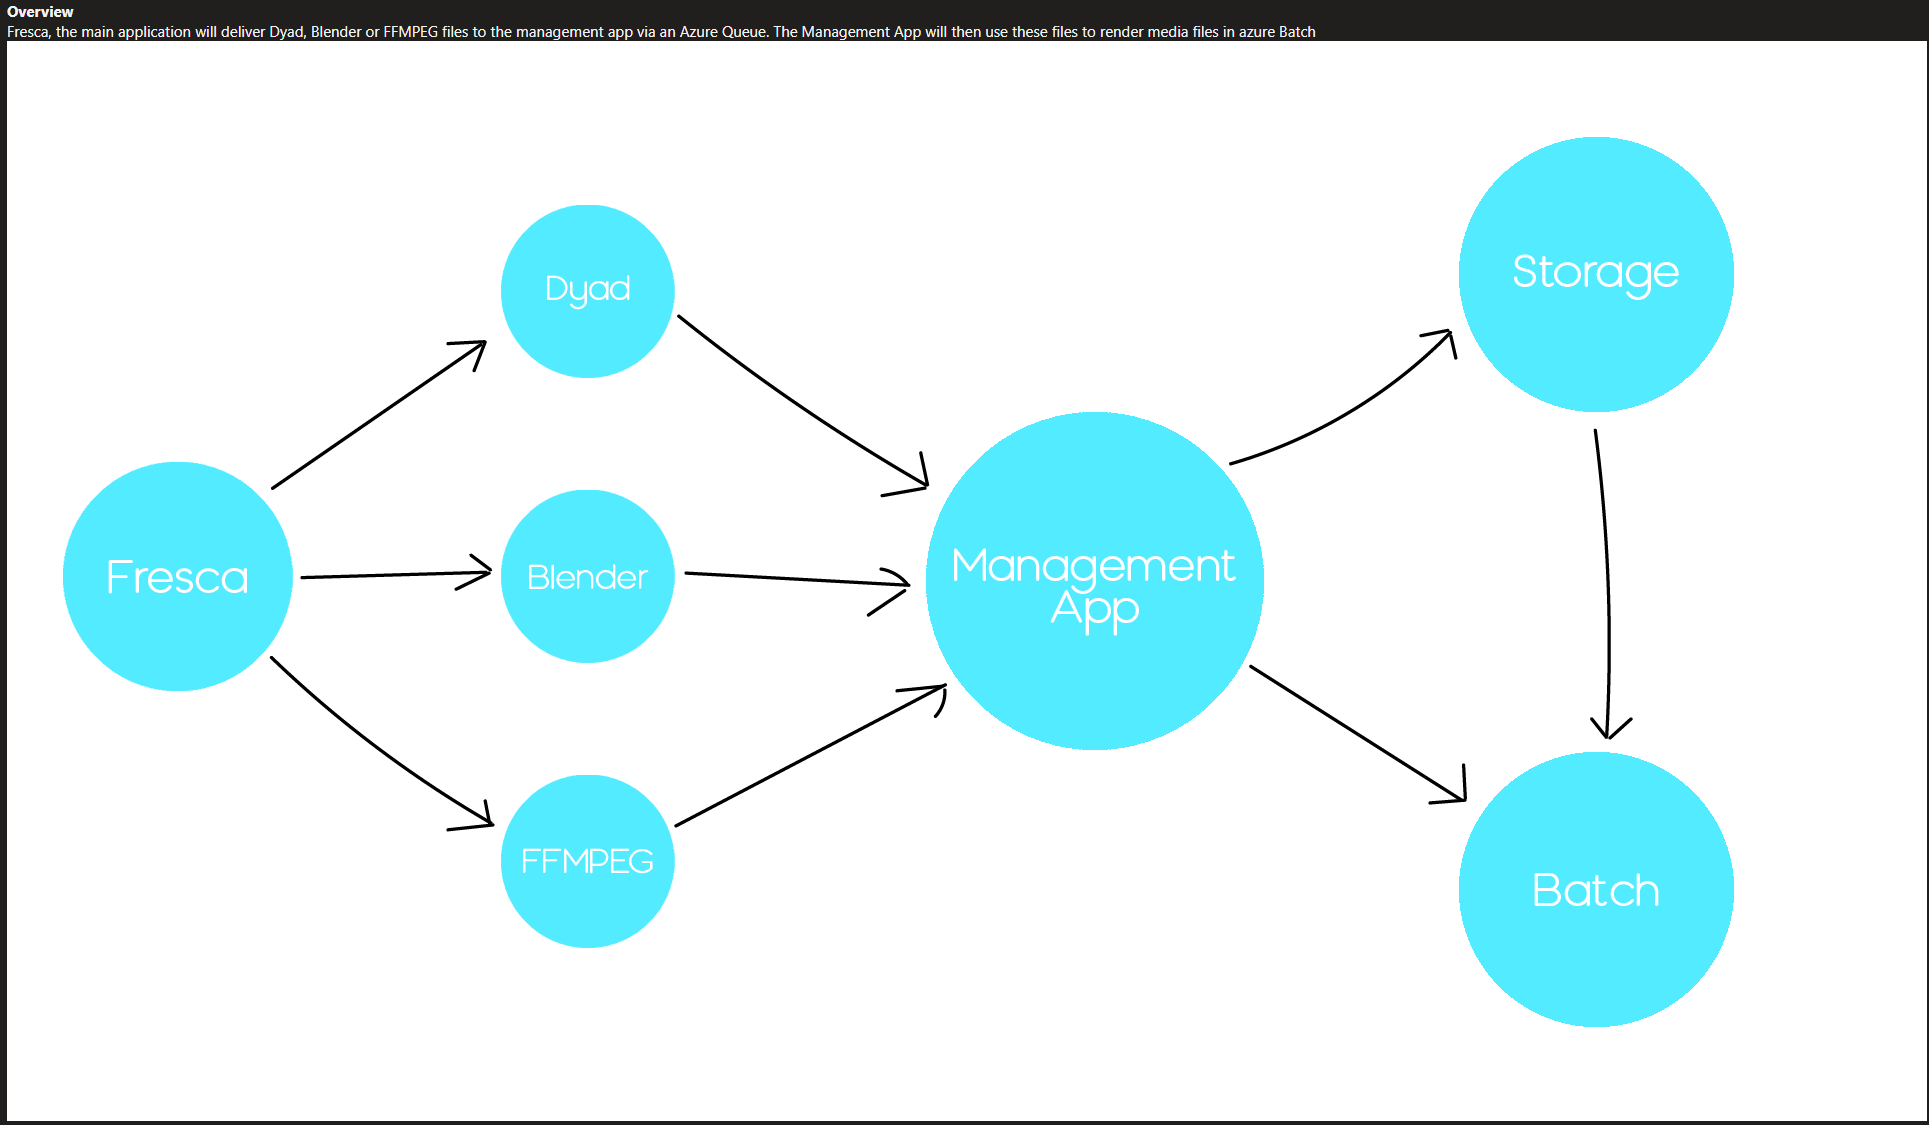 Overview
Fresca, the main application will deliver Dyad, Blender or FFMPEG files to the management app via an Azure Queue. The Management App will then use these files to render media files in azure Batch
Fresca
Dyad
Blender
FFMPEG
Management
App
Storage
Batch